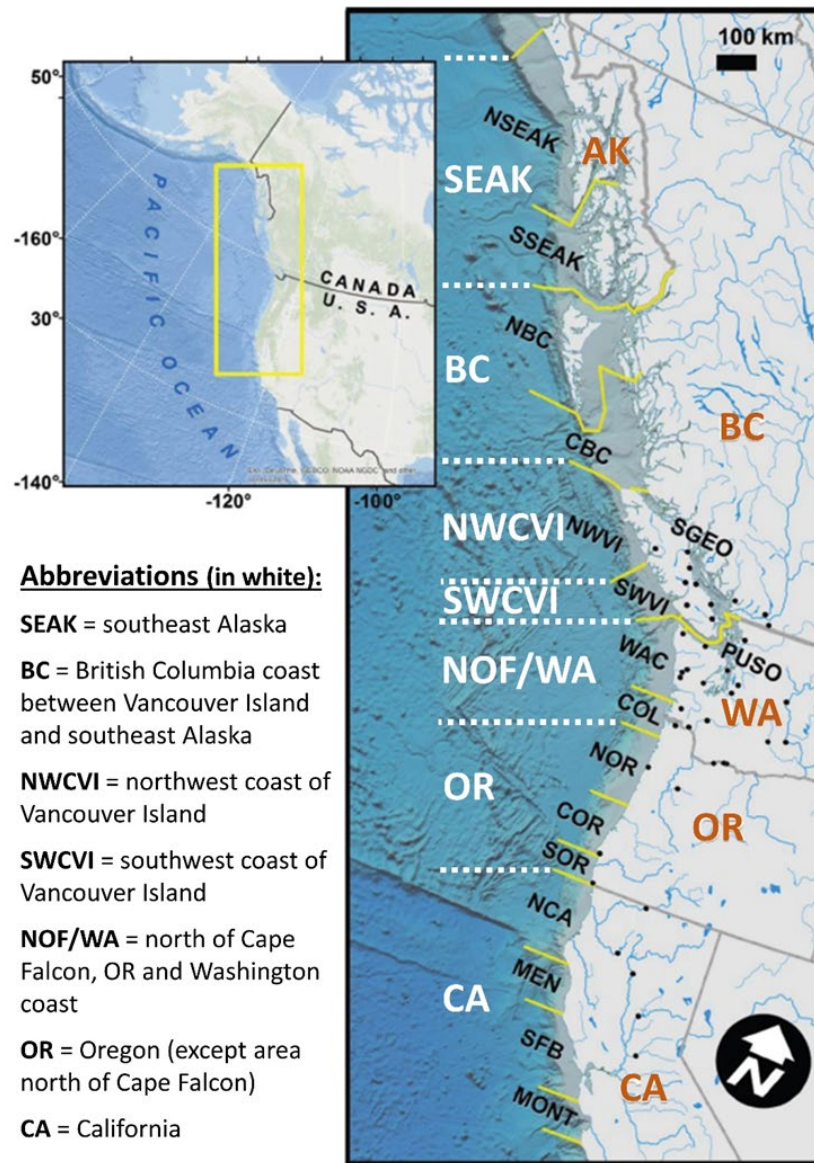 50°
-160°
30°
-140°
-120°
-100°
PACIFIC OCEAN
CANADA
U. S. A.
100 km
NSEAK
AK
SEAK
SSEAK
NBC
BC
BC
CBC
NWCVI
NWVI
SGEO
SWCVI
SWVI
NOF/WA
WAC
PUSO
COL
WA
NOR
OR
COR
OR
SOR
NCA
CA
MEN
SFB
CA
MONT
N
Abbreviations (in white):
SEAK = southeast Alaska
BC = British Columbia coast
between Vancouver Island
and southeast Alaska
NWCVI = northwest coast of
Vancouver Island
SWCVI = southwest coast of
Vancouver Island
NOF/WA = north of Cape
Falcon, OR and Washington
coast
OR = Oregon (except area
north of Cape Falcon)
CA = California